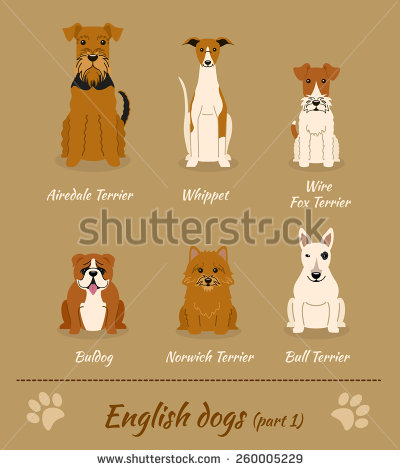 Airedale Terrier
Whippet
Wire
Fox Terrier
shutterstock
Buldog
Norwich Terrier
Bull Terrier
English dogs (part 1)
www.shutterstock.com · 260005229